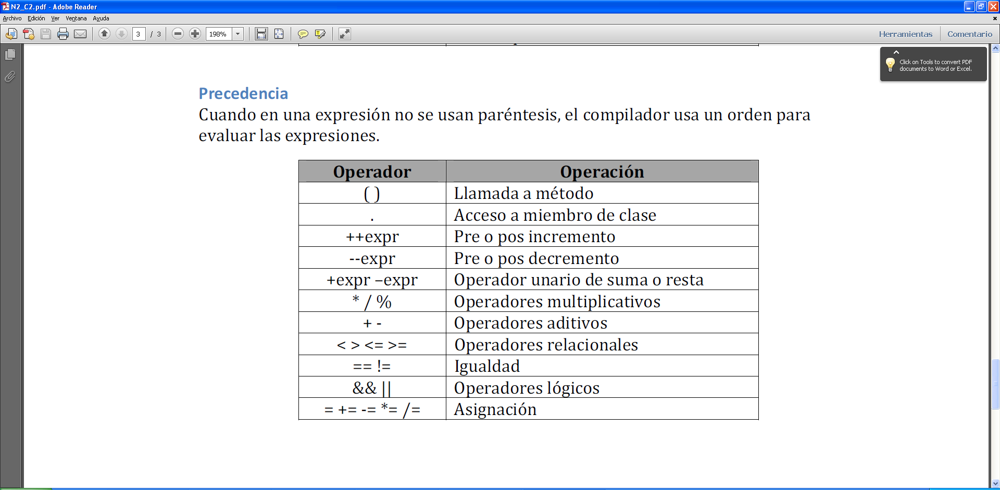 N2_C2.pdf - Adobe Reader
Archivo Edición Ver Ventana Ayuda
3 / 3 198% Herramientas Comentario
Click on Tools to convert PDF
documents to Word or Excel.
Precedencia
Cuando en una expresión no se usan paréntesis, el compilador usa un orden para
evaluar las expresiones.
Operador Operación
( ) Llamada a método
. Acceso a miembro de clase
++expr Pre o pos incremento
--expr Pre o pos decremento
+expr –expr Operador unario de suma o resta
* / % Operadores multiplicativos
+ - Operadores aditivos
< > <= >= Operadores relacionales
== != Igualdad
&& || Operadores lógicos
= += -= *= /= Asignación